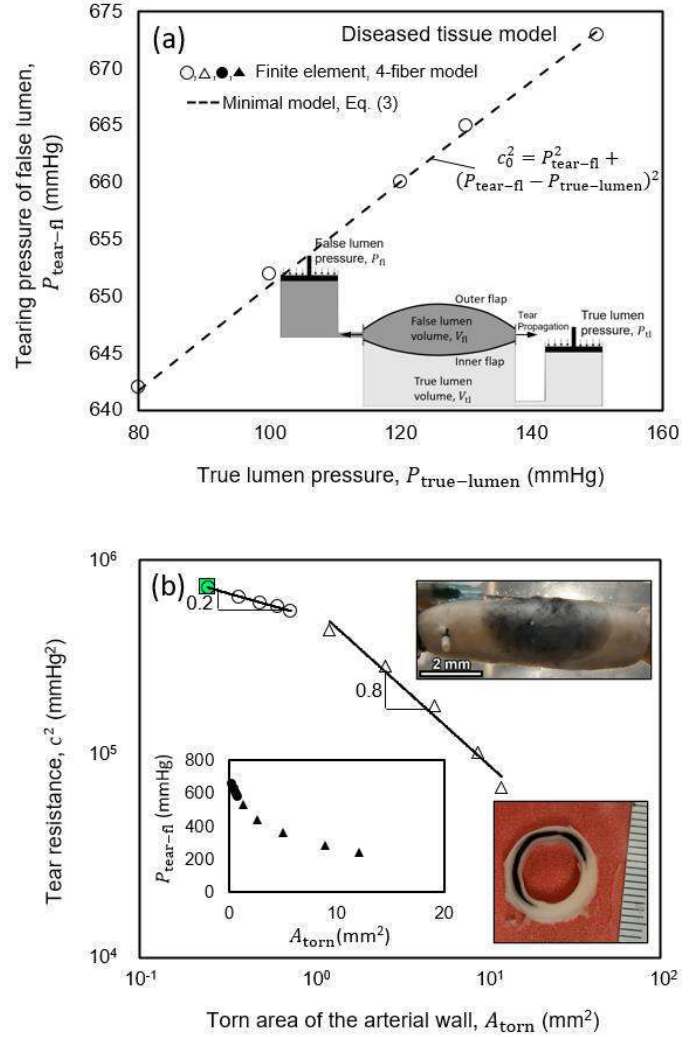 (a)
Diseased tissue model
Finite element, 4-fiber model
Minimal model, Eq. (3)
c₀² = P²tear−fl +
(Ptear−fl − Ptrue−lumen)²
Tearing pressure of false lumen,
Ptear−fl (mmHg)
675
670
665
660
655
650
645
640
False lumen
pressure, Pfl
Outer flap
False lumen
volume, Vfl
Tear
Propagation
True lumen
pressure, Ptl
Inner flap
True lumen
volume, Vtl
80
100
120
140
160
True lumen pressure, Ptrue−lumen (mmHg)
(b)
Tear resistance, c² (mmHg²)
10⁶
10⁵
10⁴
0.2
0.8
2 mm
Ptear−fl (mmHg)
800
600
400
200
0
0
10
20
Atorn(mm²)
10⁻¹
10⁰
10¹
10²
Torn area of the arterial wall, Atorn (mm²)